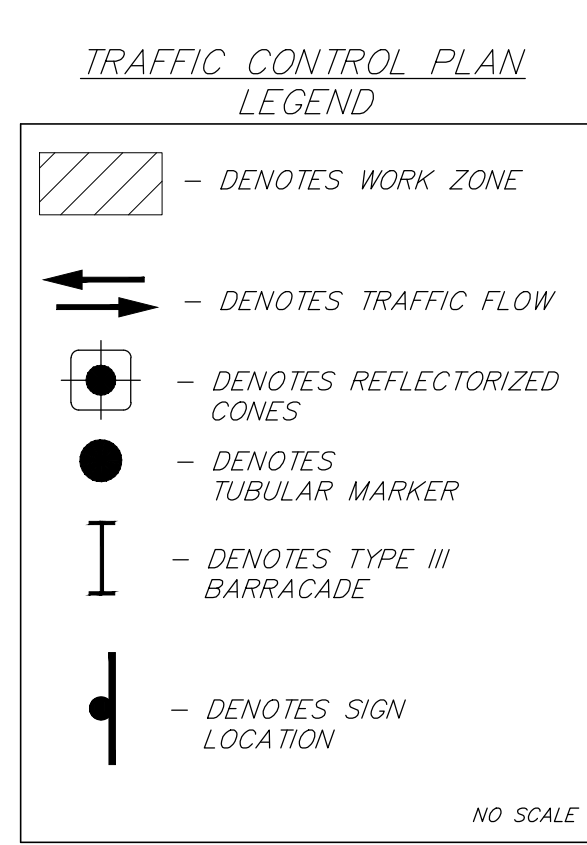 TRAFFIC CONTROL PLAN
LEGEND
– DENOTES WORK ZONE
– DENOTES TRAFFIC FLOW
– DENOTES REFLECTORIZED
CONES
– DENOTES
TUBULAR MARKER
– DENOTES TYPE III
BARRACADE
– DENOTES SIGN
LOCATION
NO SCALE